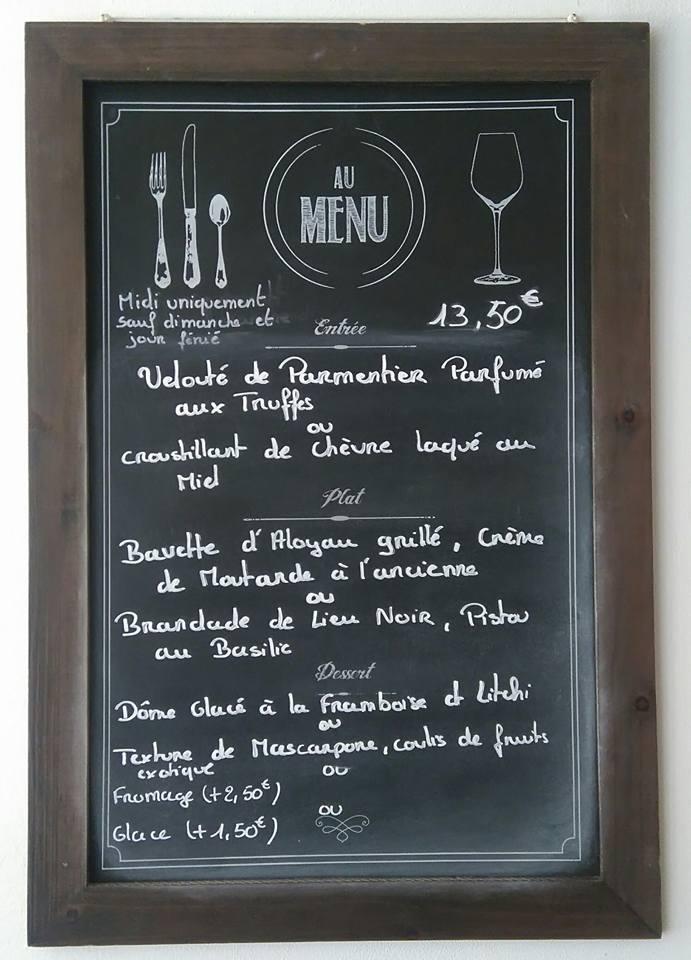 AU
MENU
Midi uniquement
sauf dimanche et
jour férié
13,50€
Entrée
Velouté de Parmentier Parfumé
aux Truffes
ou
croustillant de Chèvre laqué au
Miel
Plat
Bavette d'Aloyau grillé, Crème
de Moutarde à l'ancienne
ou
Brandade de Lieu Noir, Pistou
au Basilic
Dessert
Dôme Glacé à la Framboise et Litchi
ou
Texture de Mascarpone, coulis de fruits
exotique
ou
Fromage (+2,50€)
ou
Glace (+1,50€)